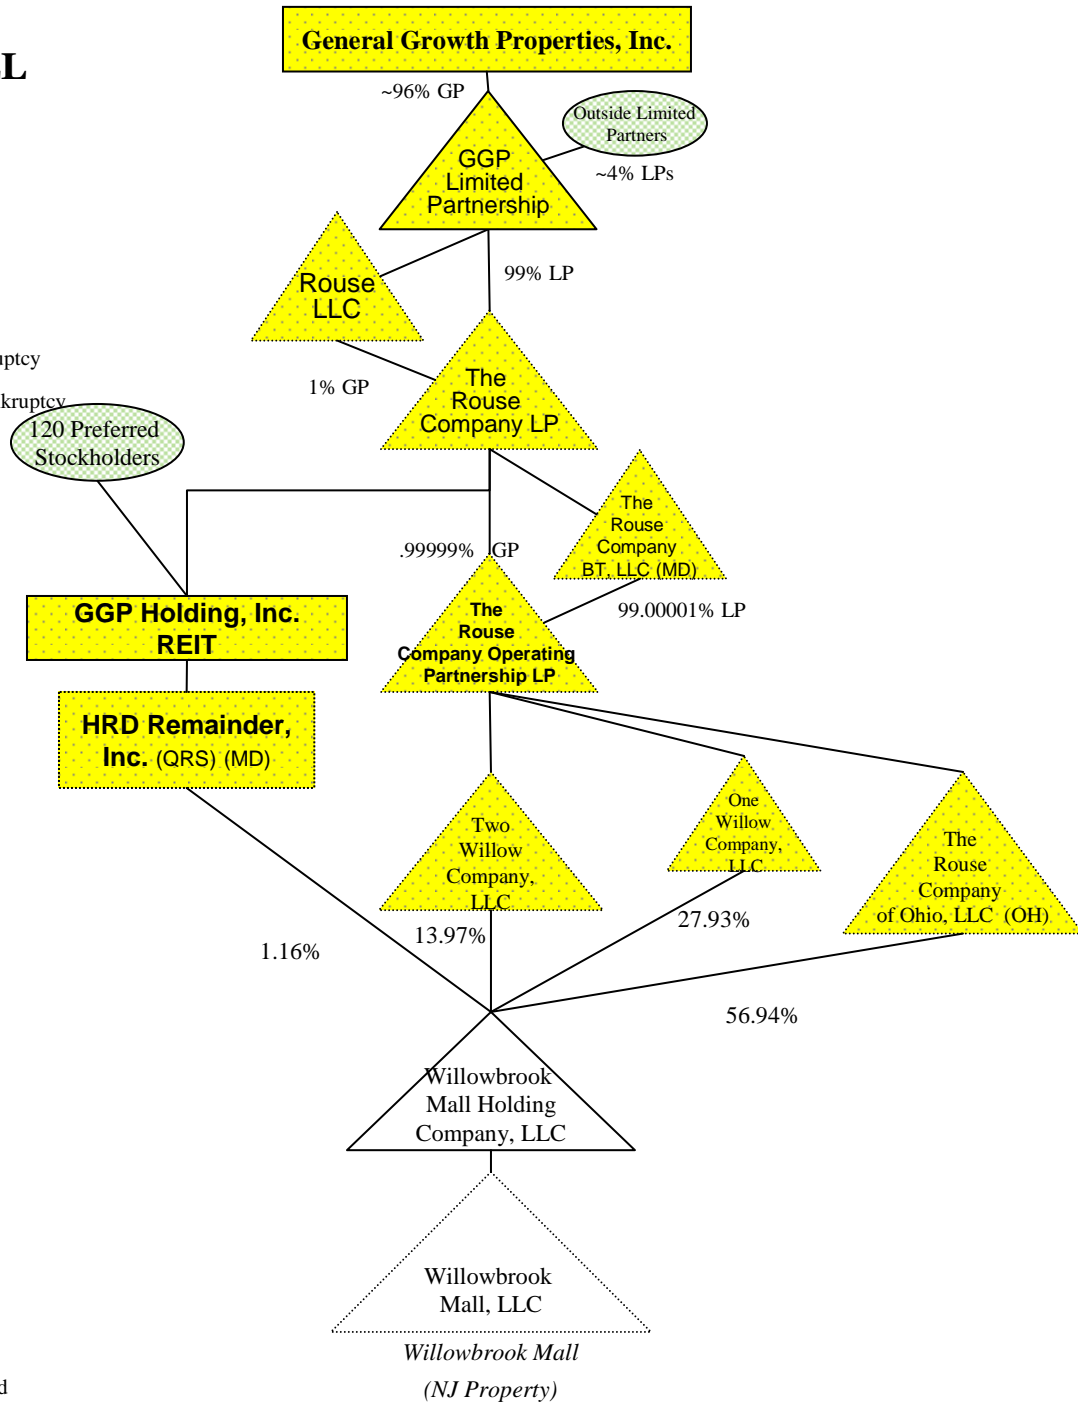 General Growth Properties, Inc.
LL
~96% GP
Outside Limited
Partners
~4% LPs
GGP
Limited
Partnership
99% LP
Rouse
LLC
uptcy
kruptcy
1% GP
The
Rouse
Company LP
120 Preferred
Stockholders
The
Rouse
Company
BT, LLC (MD)
.99999% GP
99.00001% LP
GGP Holding, Inc.
REIT
The
Rouse
Company Operating
Partnership LP
HRD Remainder,
Inc. (QRS) (MD)
Two
Willow
Company,
LLC
One
Willow
Company,
LLC
The
Rouse
Company
of Ohio, LLC (OH)
1.16%
13.97%
27.93%
56.94%
Willowbrook
Mall Holding
Company, LLC
Willowbrook
Mall, LLC
Willowbrook Mall
(NJ Property)
d